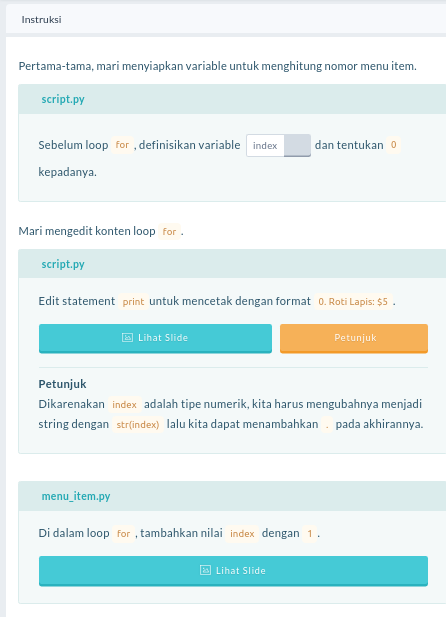 Instruksi
Pertama-tama, mari menyiapkan variable untuk menghitung nomor menu item.
script.py
Sebelum loop for , definisikan variable index dan tentukan 0
kepadanya.
Mari mengedit konten loop for .
script.py
Edit statement print untuk mencetak dengan format 0. Roti Lapis: $5 .
Lihat Slide
Petunjuk
Petunjuk
Dikarenakan index adalah tipe numerik, kita harus mengubahnya menjadi
string dengan str(index) lalu kita dapat menambahkan . pada akhirannya.
menu_item.py
Di dalam loop for , tambahkan nilai index dengan 1 .
Lihat Slide